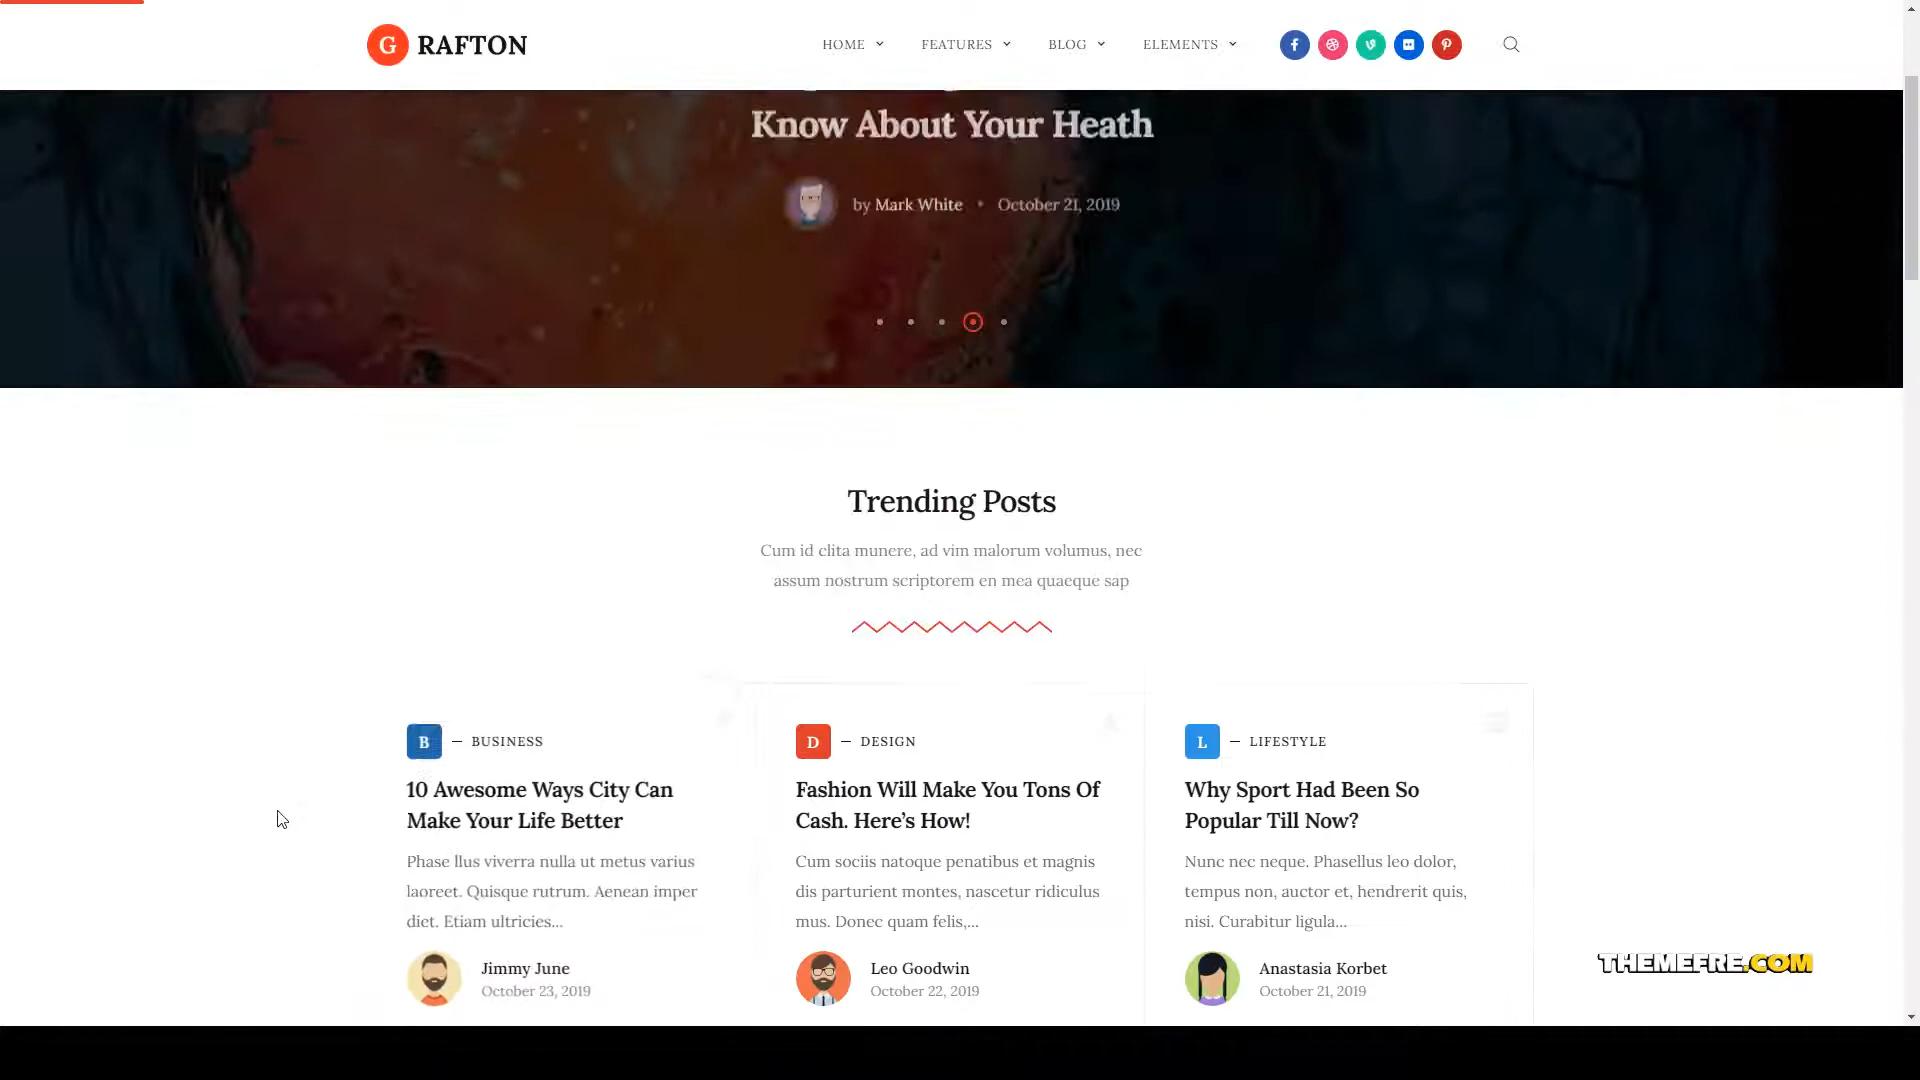 G RAFTON
HOME FEATURES BLOG ELEMENTS
Know About Your Heath
by Mark White • October 21, 2019
Trending Posts
Cum id clita munere, ad vim malorum volumus, nec
assum nostrum scriptorem en mea quaeque sap
B — BUSINESS
10 Awesome Ways City Can
Make Your Life Better
Phase llus viverra nulla ut metus varius
laoreet. Quisque rutrum. Aenean imper
diet. Etiam ultricies...
Jimmy June
October 23, 2019
D — DESIGN
Fashion Will Make You Tons Of
Cash. Here’s How!
Cum sociis natoque penatibus et magnis
dis parturient montes, nascetur ridiculus
mus. Donec quam felis,...
Leo Goodwin
October 22, 2019
L — LIFESTYLE
Why Sport Had Been So
Popular Till Now?
Nunc nec neque. Phasellus leo dolor,
tempus non, auctor et, hendrerit quis,
nisi. Curabitur ligula...
Anastasia Korbet
October 21, 2019
THEMEFRE.COM